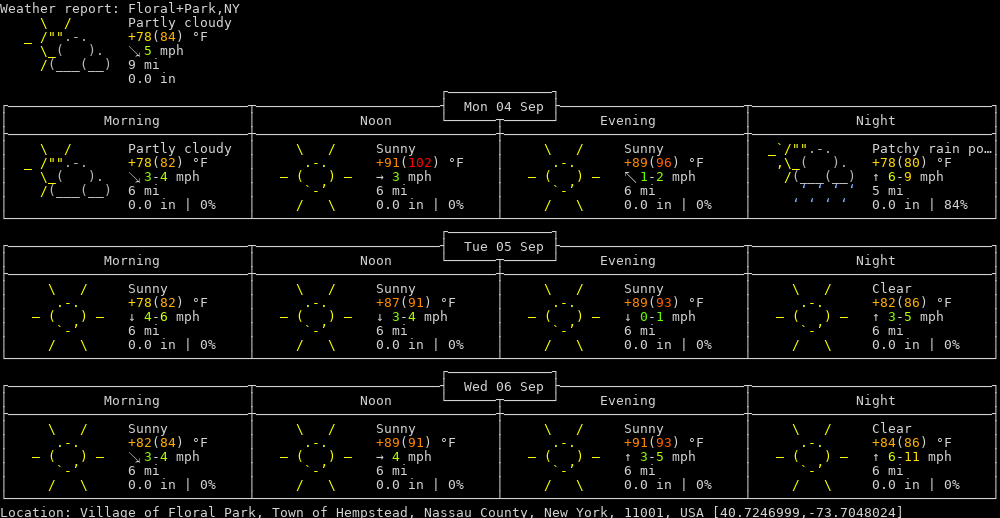 Weather report: Floral+Park,NY
Partly cloudy
+78(84) °F
↘ 5 mph
9 mi
0.0 in
Mon 04 Sep
Morning Noon Evening Night
Partly cloudy Sunny Sunny Patchy rain po…
+78(82) °F +91(102) °F +89(96) °F +78(80) °F
↘ 3-4 mph → 3 mph ↖ 1-2 mph ↑ 6-9 mph
6 mi 6 mi 6 mi 5 mi
0.0 in | 0% 0.0 in | 0% 0.0 in | 0% 0.0 in | 84%
Tue 05 Sep
Morning Noon Evening Night
Sunny Sunny Sunny Clear
+78(82) °F +87(91) °F +89(93) °F +82(86) °F
↓ 4-6 mph ↓ 3-4 mph ↓ 0-1 mph ↑ 3-5 mph
6 mi 6 mi 6 mi 6 mi
0.0 in | 0% 0.0 in | 0% 0.0 in | 0% 0.0 in | 0%
Wed 06 Sep
Morning Noon Evening Night
Sunny Sunny Sunny Clear
+82(84) °F +89(91) °F +91(93) °F +84(86) °F
↘ 3-4 mph → 4 mph ↑ 3-5 mph ↑ 6-11 mph
6 mi 6 mi 6 mi 6 mi
0.0 in | 0% 0.0 in | 0% 0.0 in | 0% 0.0 in | 0%
Location: Village of Floral Park, Town of Hempstead, Nassau County, New York, 11001, USA [40.7246999,-73.7048024]